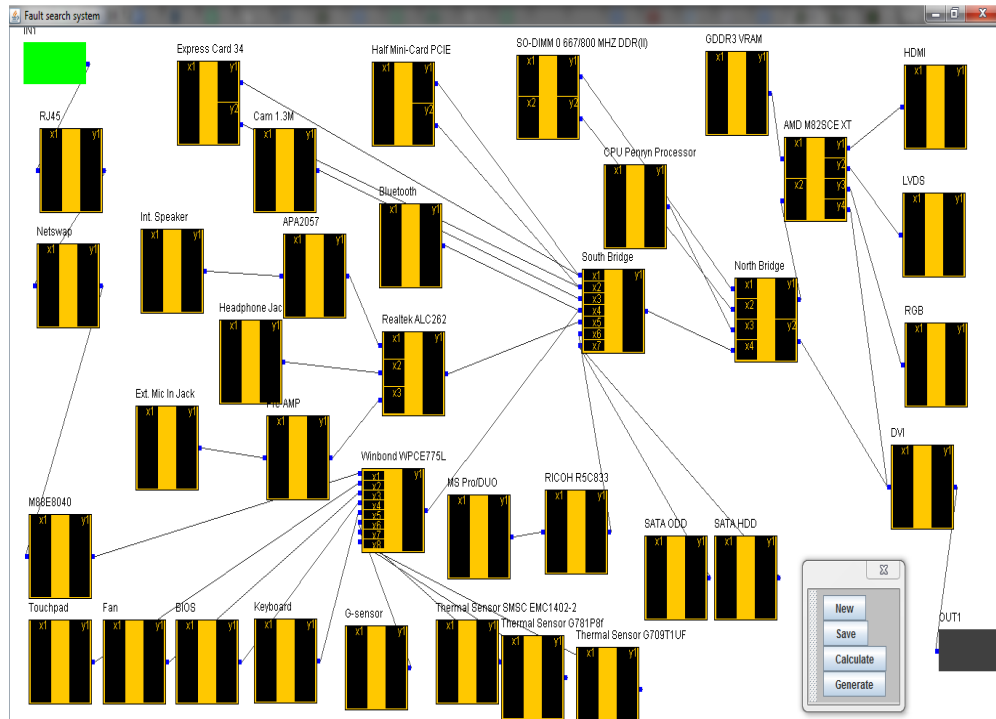 Fault search system
IN1
Express Card 34
Half Mini-Card PCIE
SO-DIMM 0 667/800 MHZ DDR(II)
GDDR3 VRAM
HDMI
x1 y1
y2
x1 y1
y2
x1 y1
x2
x1 y1
x1 y1
RJ45
Cam 1.3M
AMD M82SCE XT
x1 y1
x1 y1
x1 y1
y2
x2 y3
y4
CPU Penryn Processor
x1 y1
LVDS
x1 y1
Bluetooth
x1 y1
Int. Speaker
x1 y1
APA2057
x1 y1
Netswap
x1 y1
South Bridge
x1 y1
x2
x3
x4
x5
x6
x7
North Bridge
x1 y1
x2
x3 y2
x4
Headphone Jac
x1 y1
Realtek ALC262
x1 y1
x2
x3
RGB
x1 y1
Ext. Mic In Jack
x1 y1
AMP
x1 y1
DVI
x1 y1
Winbond WPCE775L
x1 y1
x2
x3
x4
x5
x6
x7
x8
MS Pro/DUO
x1 y1
RICOH R5C833
x1 y1
M88E8040
x1 y1
SATA ODD
x1 y1
SATA HDD
x1 y1
Touchpad
x1 y1
Fan
x1 y1
BIOS
x1 y1
Keyboard
x1 y1
G-sensor
x1 y1
Thermal Sensor SMSC EMC1402-2
x1 y1
Thermal Sensor G781P8f
x1 y1
Thermal Sensor G709T1UF
x1 y1
New
Save
Calculate
Generate
OUT1